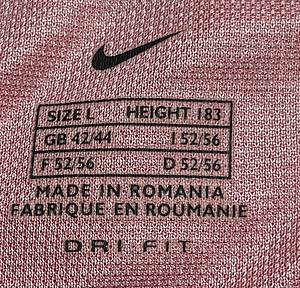 SIZE L HEIGHT 183
GB 42/44 I 52/56
F 52/56 D 52/56
MADE IN ROMANIA
FABRIQUE EN ROUMANIE
DRI FIT